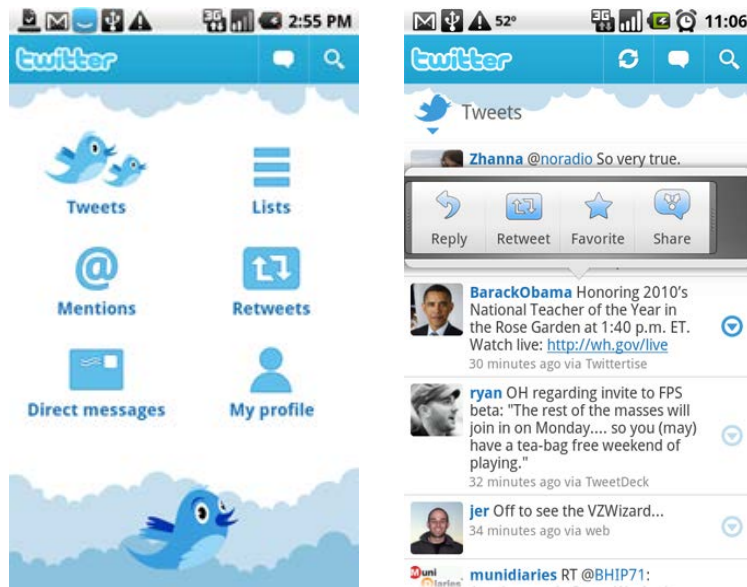 3G 2:55 PM
twitter
Tweets
Lists
Mentions
Retweets
Direct messages
My profile
52° 3G 11:06
twitter
Tweets
Zhanna @noradio So very true.
Reply Retweet Favorite Share
BarackObama Honoring 2010's
National Teacher of the Year in
the Rose Garden at 1:40 p.m. ET.
Watch live: http://wh.gov/live
30 minutes ago via Twittertise
ryan OH regarding invite to FPS
beta: "The rest of the masses will
join in on Monday.... so you (may)
have a tea-bag free weekend of
playing."
32 minutes ago via TweetDeck
jer Off to see the VZWizard...
34 minutes ago via web
Muni
Diaries
munidiaries RT @BHIP71: